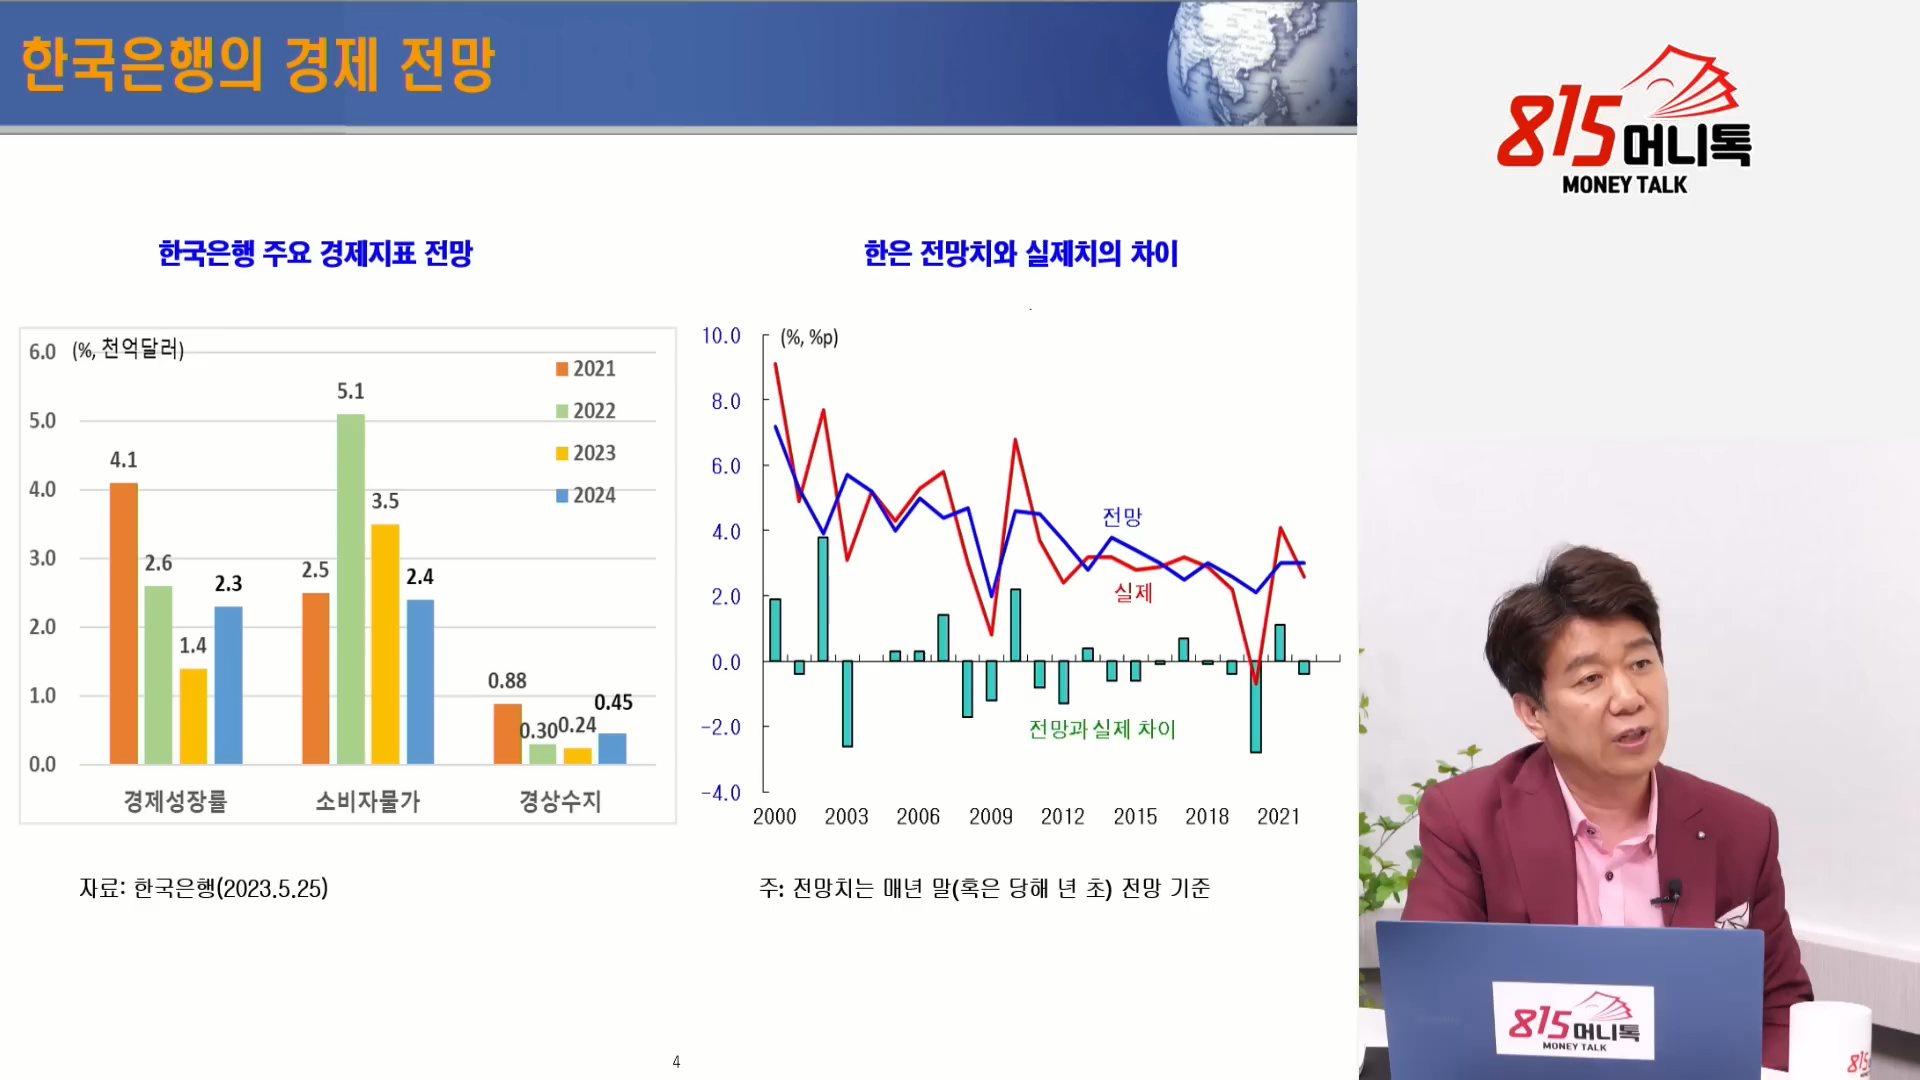 한국은행의 경제 전망
815머니톡
MONEY TALK
한국은행 주요 경제지표 전망
(%, 천억달러)
6.0
5.0
4.0
3.0
2.0
1.0
0.0
2021
2022
2023
2024
4.1
2.6
1.4
2.3
2.5
5.1
3.5
2.4
0.88
0.30
0.24
0.45
경제성장률
소비자물가
경상수지
자료: 한국은행(2023.5.25)
한은 전망치와 실제치의 차이
(%, %p)
10.0
8.0
6.0
4.0
2.0
0.0
-2.0
-4.0
전망
실제
전망과 실제 차이
2000 2003 2006 2009 2012 2015 2018 2021
주: 전망치는 매년 말(혹은 당해 년 초) 전망 기준
4
815머니톡
MONEY TALK
815